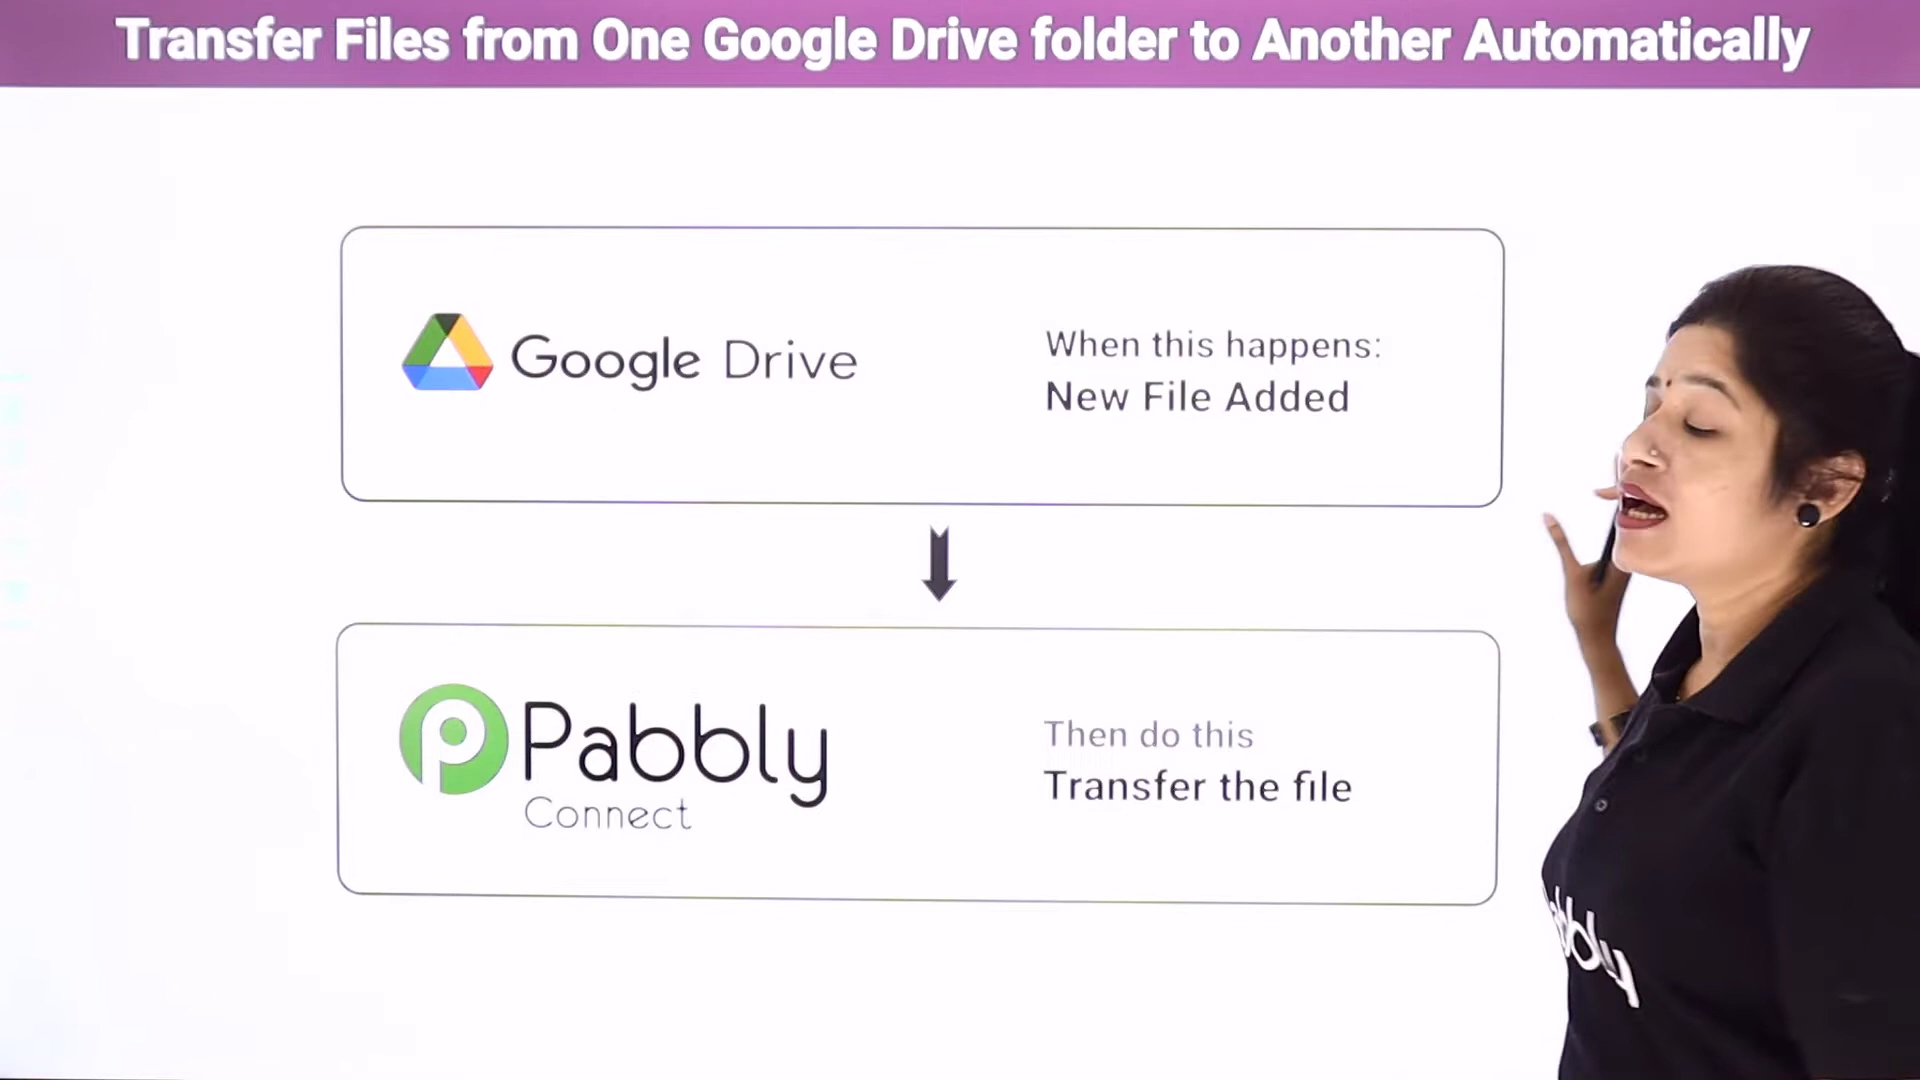 Transfer Files from One Google Drive folder to Another Automatically
Google Drive
When this happens:
New File Added
Pabbly
Connect
Then do this
Transfer the file